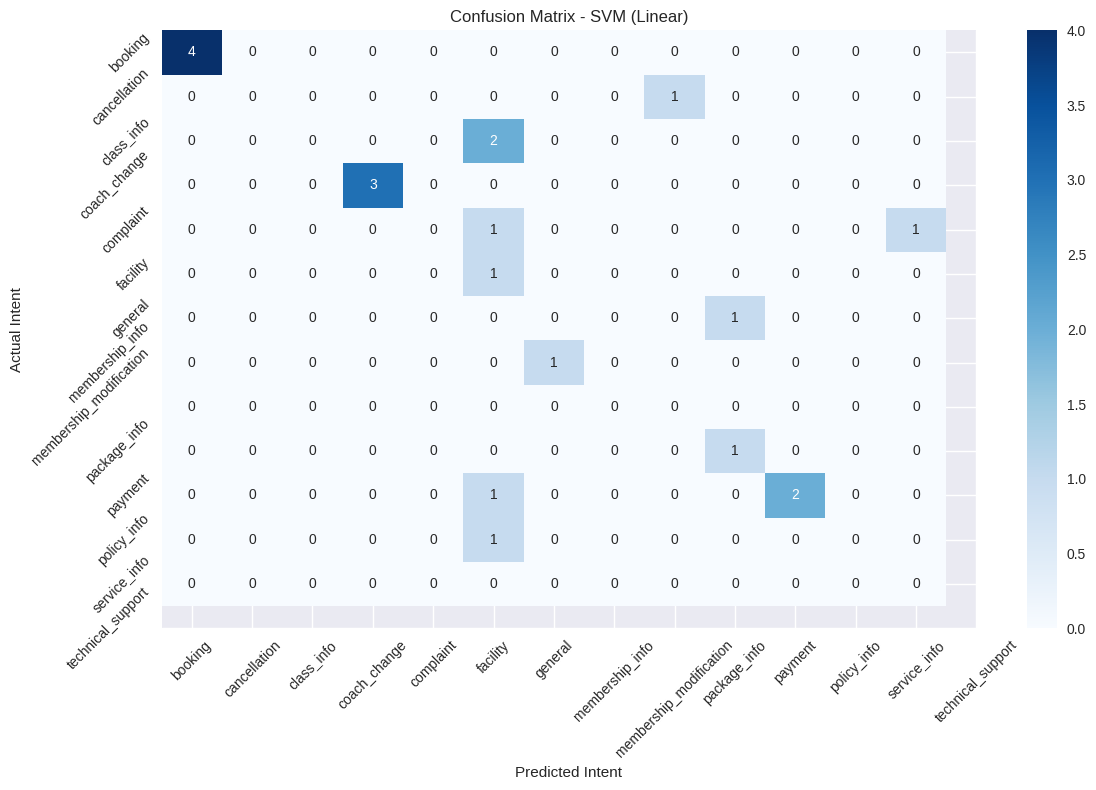 Confusion Matrix - SVM (Linear)
booking 4 0 0 0 0 0 0 0 0 0 0 0 0
cancellation 0 0 0 0 0 0 0 0 1 0 0 0 0
class_info 0 0 0 0 0 2 0 0 0 0 0 0 0
coach_change 0 0 0 3 0 0 0 0 0 0 0 0 0
complaint 0 0 0 0 0 1 0 0 0 0 0 0 1
facility 0 0 0 0 0 1 0 0 0 0 0 0 0
general 0 0 0 0 0 0 0 0 0 1 0 0 0
membership_info 0 0 0 0 0 0 1 0 0 0 0 0 0
membership_modification 0 0 0 0 0 0 0 0 0 0 0 0 0
package_info 0 0 0 0 0 0 0 0 0 1 0 0 0
payment 0 0 0 0 0 1 0 0 0 0 2 0 0
policy_info 0 0 0 0 0 1 0 0 0 0 0 0 0
service_info 0 0 0 0 0 0 0 0 0 0 0 0 0
technical_support
booking cancellation class_info coach_change complaint facility general membership_info membership_modification package_info payment policy_info service_info technical_support
Predicted Intent
Actual Intent
4.0
3.5
3.0
2.5
2.0
1.5
1.0
0.5
0.0